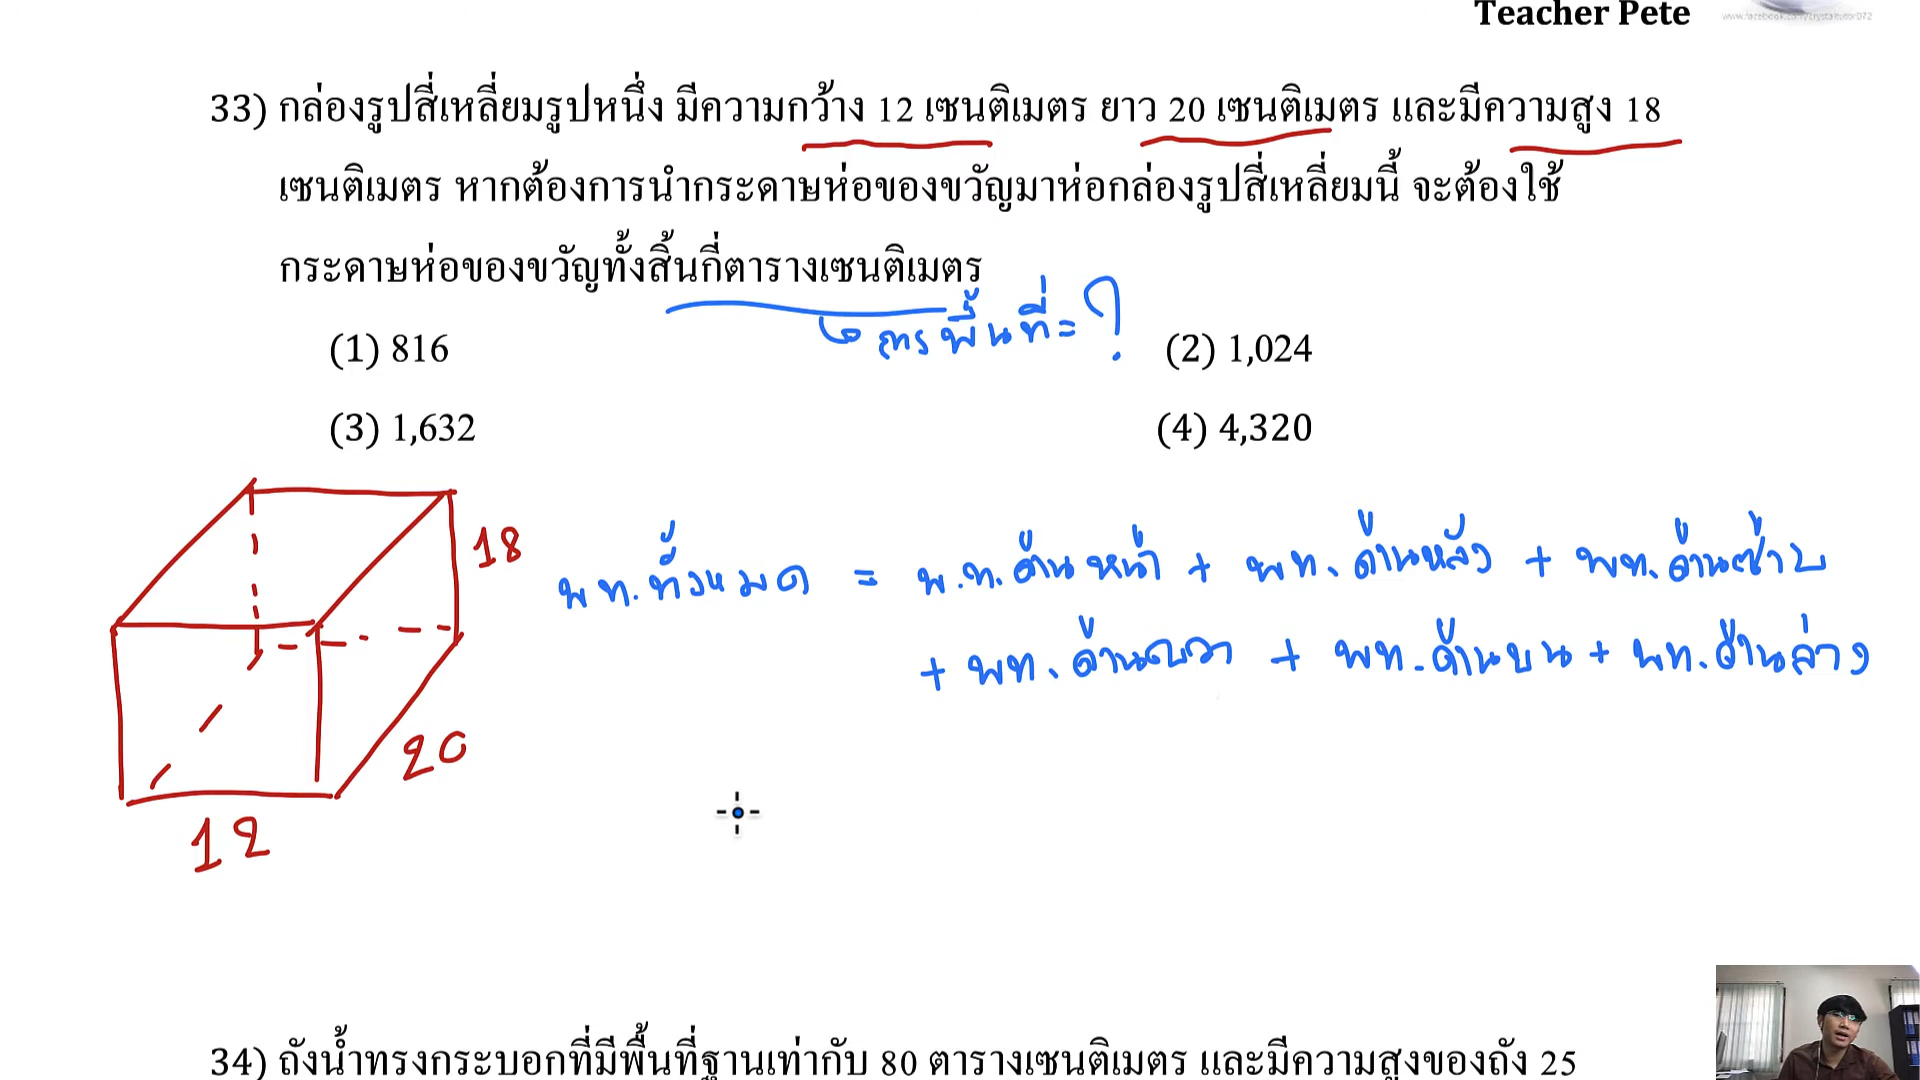 Teacher Pete
www.facebook.com/crystaltutor072
33) กล่องรูปสี่เหลี่ยมรูปหนึ่ง มีความกว้าง 12 เซนติเมตร ยาว 20 เซนติเมตร และมีความสูง 18
เซนติเมตร หากต้องการนำกระดาษห่อของขวัญมาห่อกล่องรูปสี่เหลี่ยมนี้ จะต้องใช้
กระดาษห่อของขวัญทั้งสิ้นกี่ตารางเซนติเมตร
การพื้นที่ = ?
(1) 816
(2) 1,024
(3) 1,632
(4) 4,320
18
20
12
พท.ทั้งหมด = พ.ท.ด้านหน้า + พท.ด้านหลัง + พท.ด้านซ้าย
+ พท.ด้านขวา + พท.ด้านบน + พท.ด้านล่าง
34) ถังน้ำทรงกระบอกที่มีพื้นที่ฐานเท่ากับ 80 ตารางเซนติเมตร และมีความสูงของถัง 25